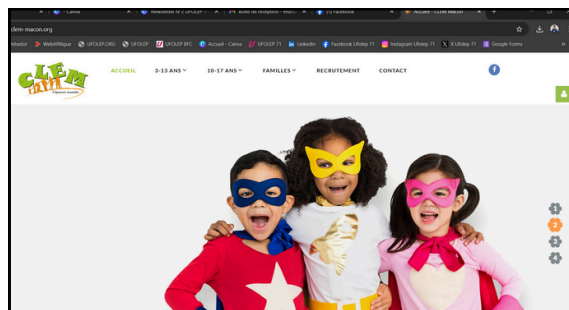 - Canva
Newsletter N°2 UFOLEP
Boîte de réception
(1) Facebook
Accueil - CLEM Macon
clem-macon.org
WebAffiligue
UFOLEP.ORG
UFOLEP
UFOLEP BFC
Accueil - Canva
UFOLEP 71
LinkedIn
Facebook Ufolep 71
Instagram Ufolep 71
X Ufolep 71
Google Forms
CLEM
ACCUEIL
3-13 ANS
10-17 ANS
FAMILLES
RECRUTEMENT
CONTACT
1
2
3
4